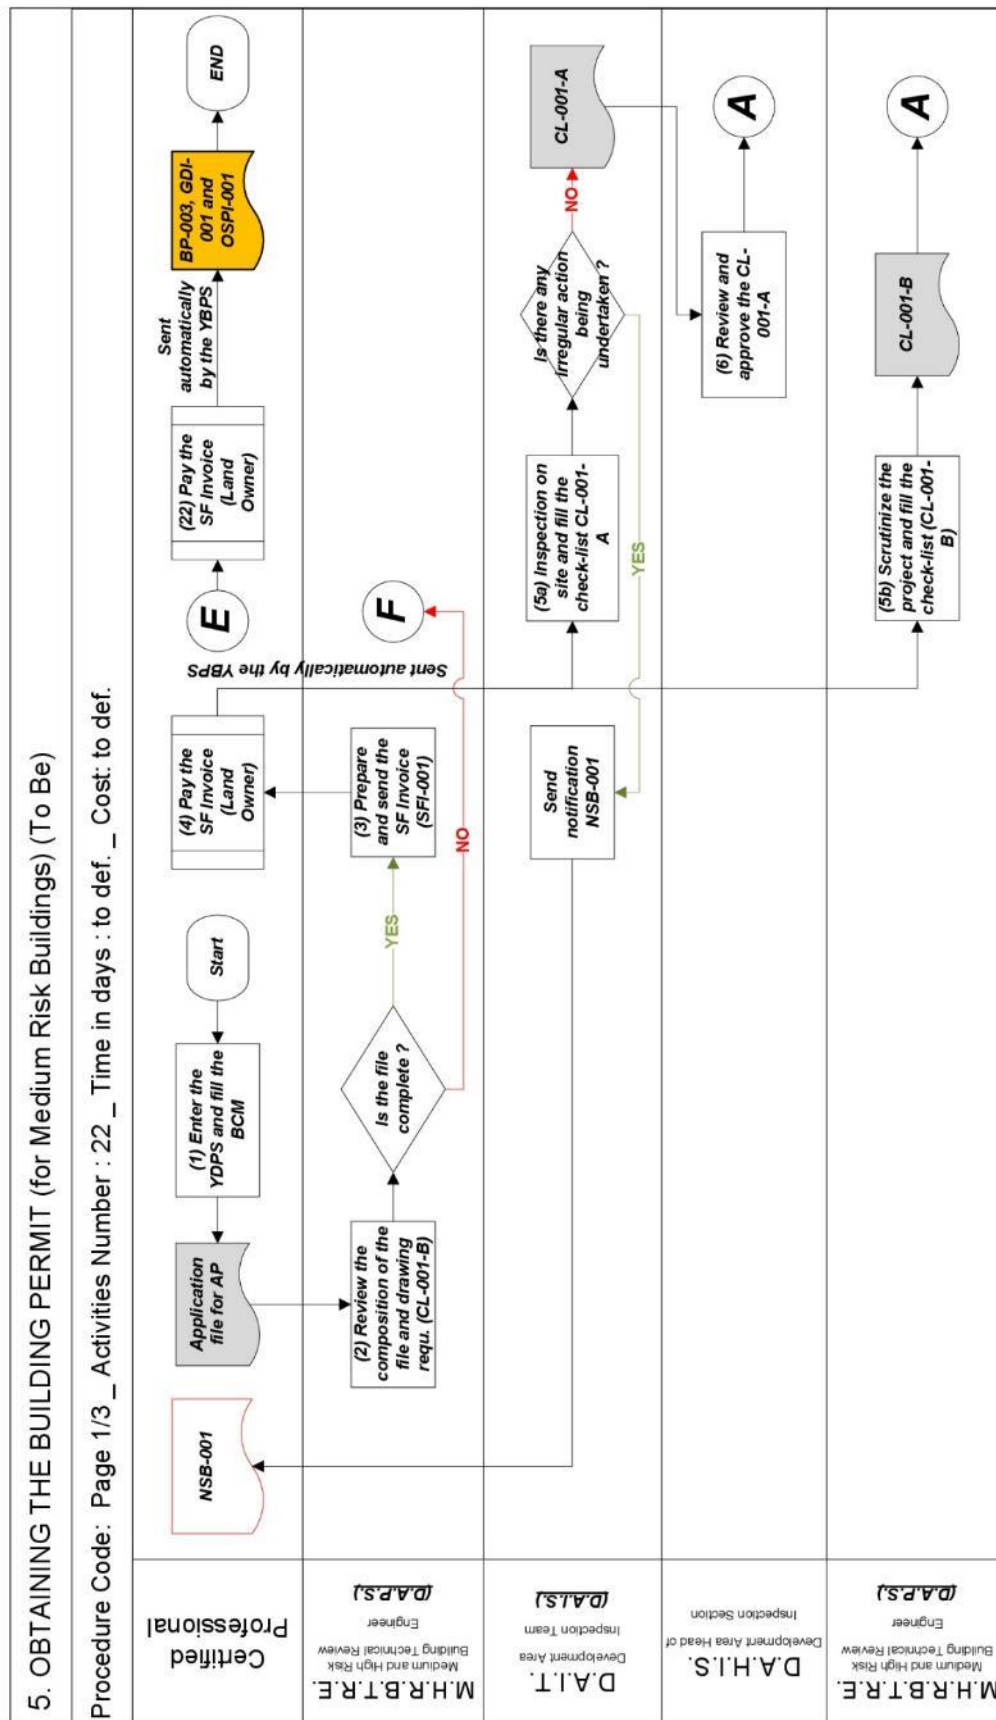 5. OBTAINING THE BUILDING PERMIT (for Medium Risk Buildings) (To Be)
Procedure Code: Page 1/3 _ Activities Number : 22 _ Time in days : to def. _ Cost: to def.
Certified
Professional
NSB-001
Application
file for AP
(1) Enter the
YDPS and fill the
BCM
Start
(4) Pay the
SF Invoice
(Land
Owner)
Sent automatically by the YBPS
E
(22) Pay the
SF Invoice
(Land
Owner)
Sent
automatically
by the YBPS
BP-003, GDI-
001 and
OSPI-001
END
M.H.R.B.T.R.E.
Medium and High Risk
Building Technical Review
Engineer
(D.A.P.S.)
(2) Review the
composition of the
file and drawing
requ. (CL-001-B)
Is the file
complete ?
YES
NO
(3) Prepare
and send the
SF Invoice
(SFI-001)
F
D.A.I.T.
Development Area
Inspection Team
(D.A.I.S.)
Send
notification
NSB-001
(5a) Inspection on
site and fill the
check-list CL-001-
A
YES
Is there any
irregular action
being
undertaken ?
NO
CL-001-A
D.A.H.I.S.
Development Area Head of
Inspection Section
(6) Review and
approve the CL-
001-A
A
M.H.R.B.T.R.E.
Medium and High Risk
Building Technical Review
Engineer
(D.A.P.S.)
(5b) Scrutinize the
project and fill the
check-list (CL-001-
B)
CL-001-B
A